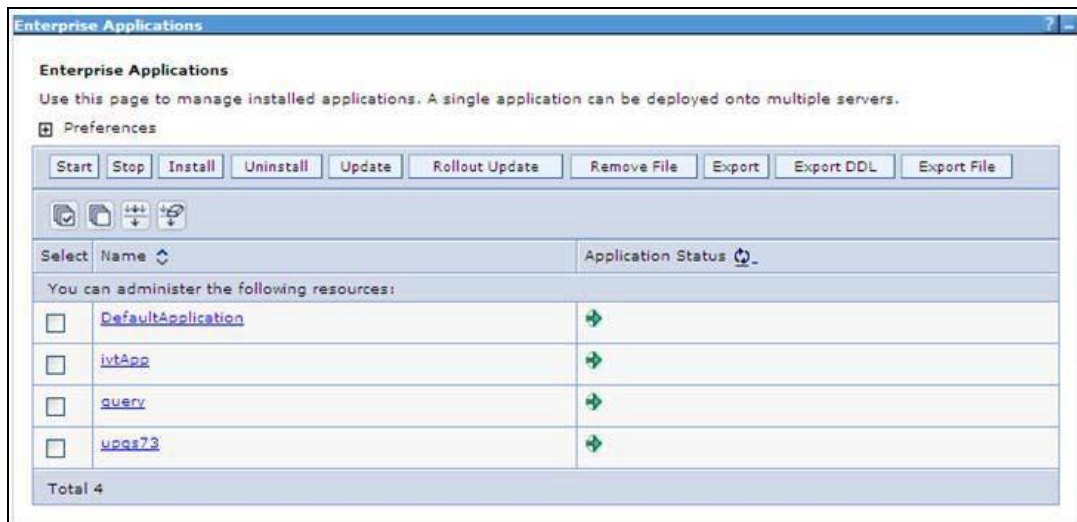 Enterprise Applications ? -
Enterprise Applications
Use this page to manage installed applications. A single application can be deployed onto multiple servers.
+ Preferences
Start Stop Install Uninstall Update Rollout Update Remove File Export Export DDL Export File
Select Name Application Status
You can administer the following resources:
DefaultApplication
ivtApp
query
upqs73
Total 4